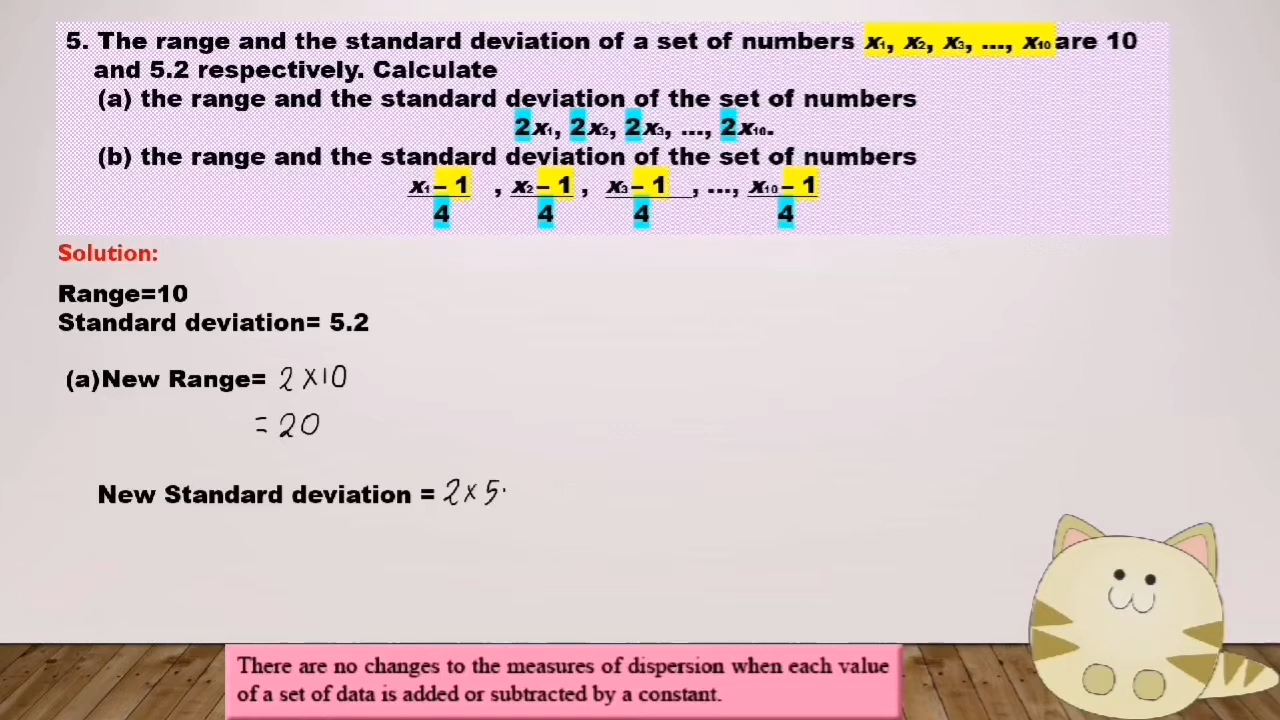 5. The range and the standard deviation of a set of numbers x₁, x₂, x₃, ..., x₁₀ are 10
and 5.2 respectively. Calculate
(a) the range and the standard deviation of the set of numbers
2x₁, 2x₂, 2x₃, ..., 2x₁₀.
(b) the range and the standard deviation of the set of numbers
x₁ – 1 , x₂ – 1 , x₃ – 1 , ..., x₁₀ – 1
4 4 4 4
Solution:
Range=10
Standard deviation= 5.2
(a)New Range= 2 × 10
= 20
New Standard deviation = 2 × 5.
There are no changes to the measures of dispersion when each value
of a set of data is added or subtracted by a constant.